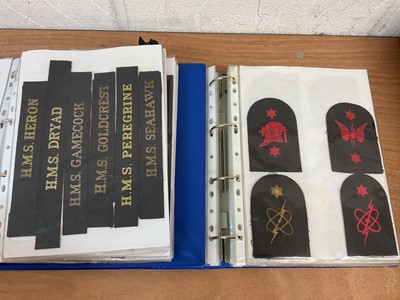 H.M.S. HERON
H.M.S. DRYAD
H.M.S. GAMECOCK
H.M.S. GOLDCREST
H.M.S. PEREGRINE
H.M.S. SEAHAWK